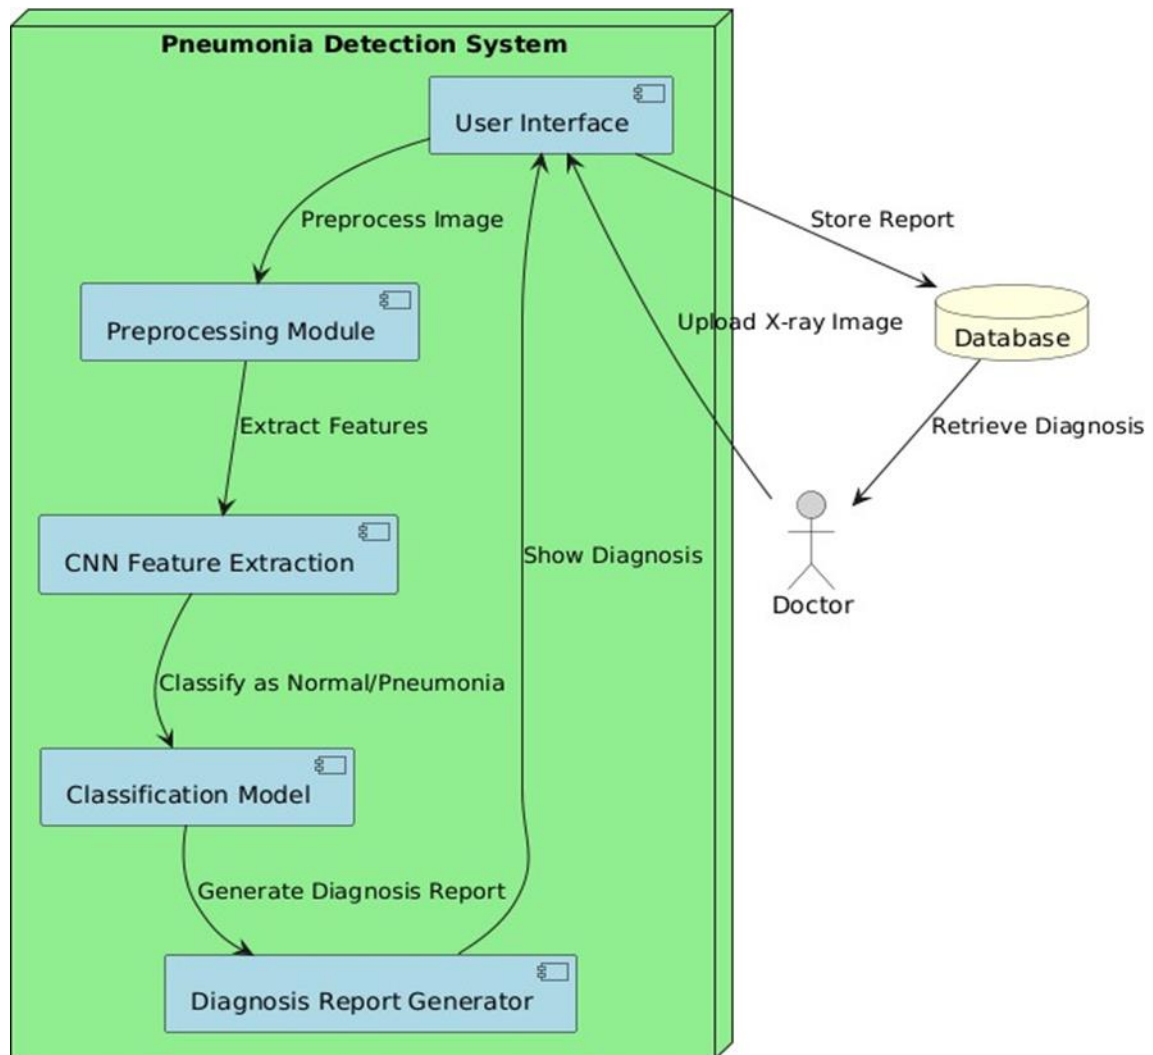 Pneumonia Detection System
User Interface
Preprocess Image
Store Report
Preprocessing Module
Upload X-ray Image
Database
Extract Features
Retrieve Diagnosis
CNN Feature Extraction
Show Diagnosis
Doctor
Classify as Normal/Pneumonia
Classification Model
Generate Diagnosis Report
Diagnosis Report Generator